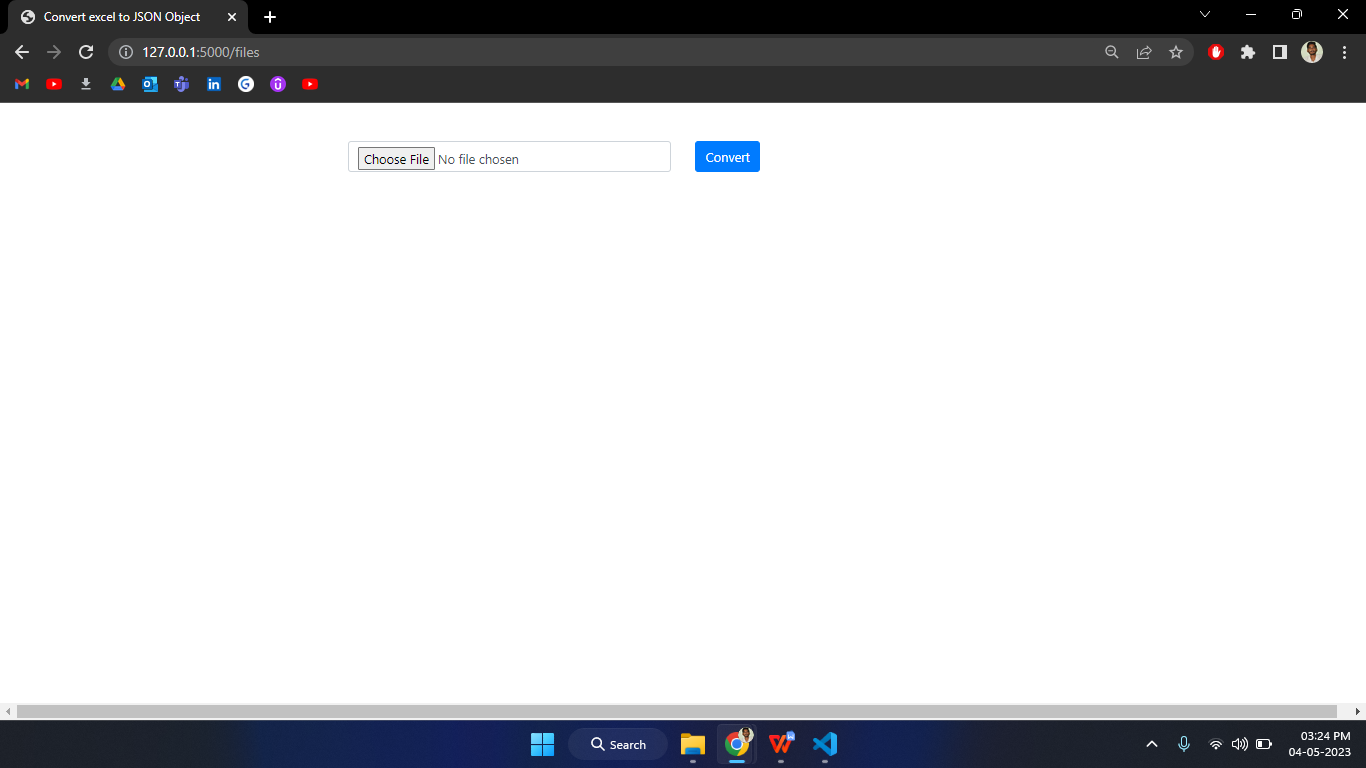 Convert excel to JSON Object
127.0.0.1:5000/files
Choose File No file chosen
Convert
Search
03:24 PM
04-05-2023